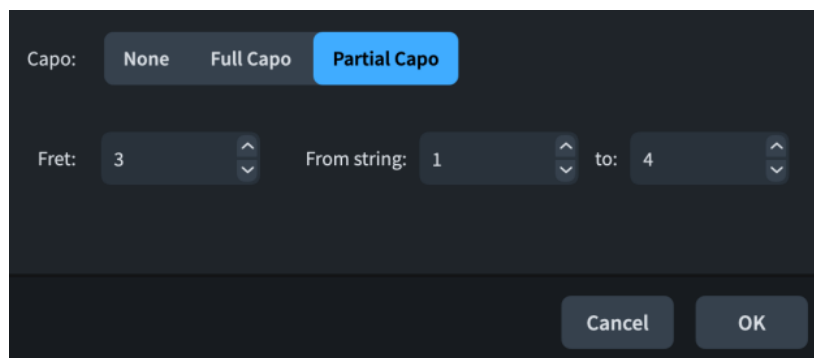 Capo: None Full Capo Partial Capo
Fret: 3 From string: 1 to: 4
Cancel OK